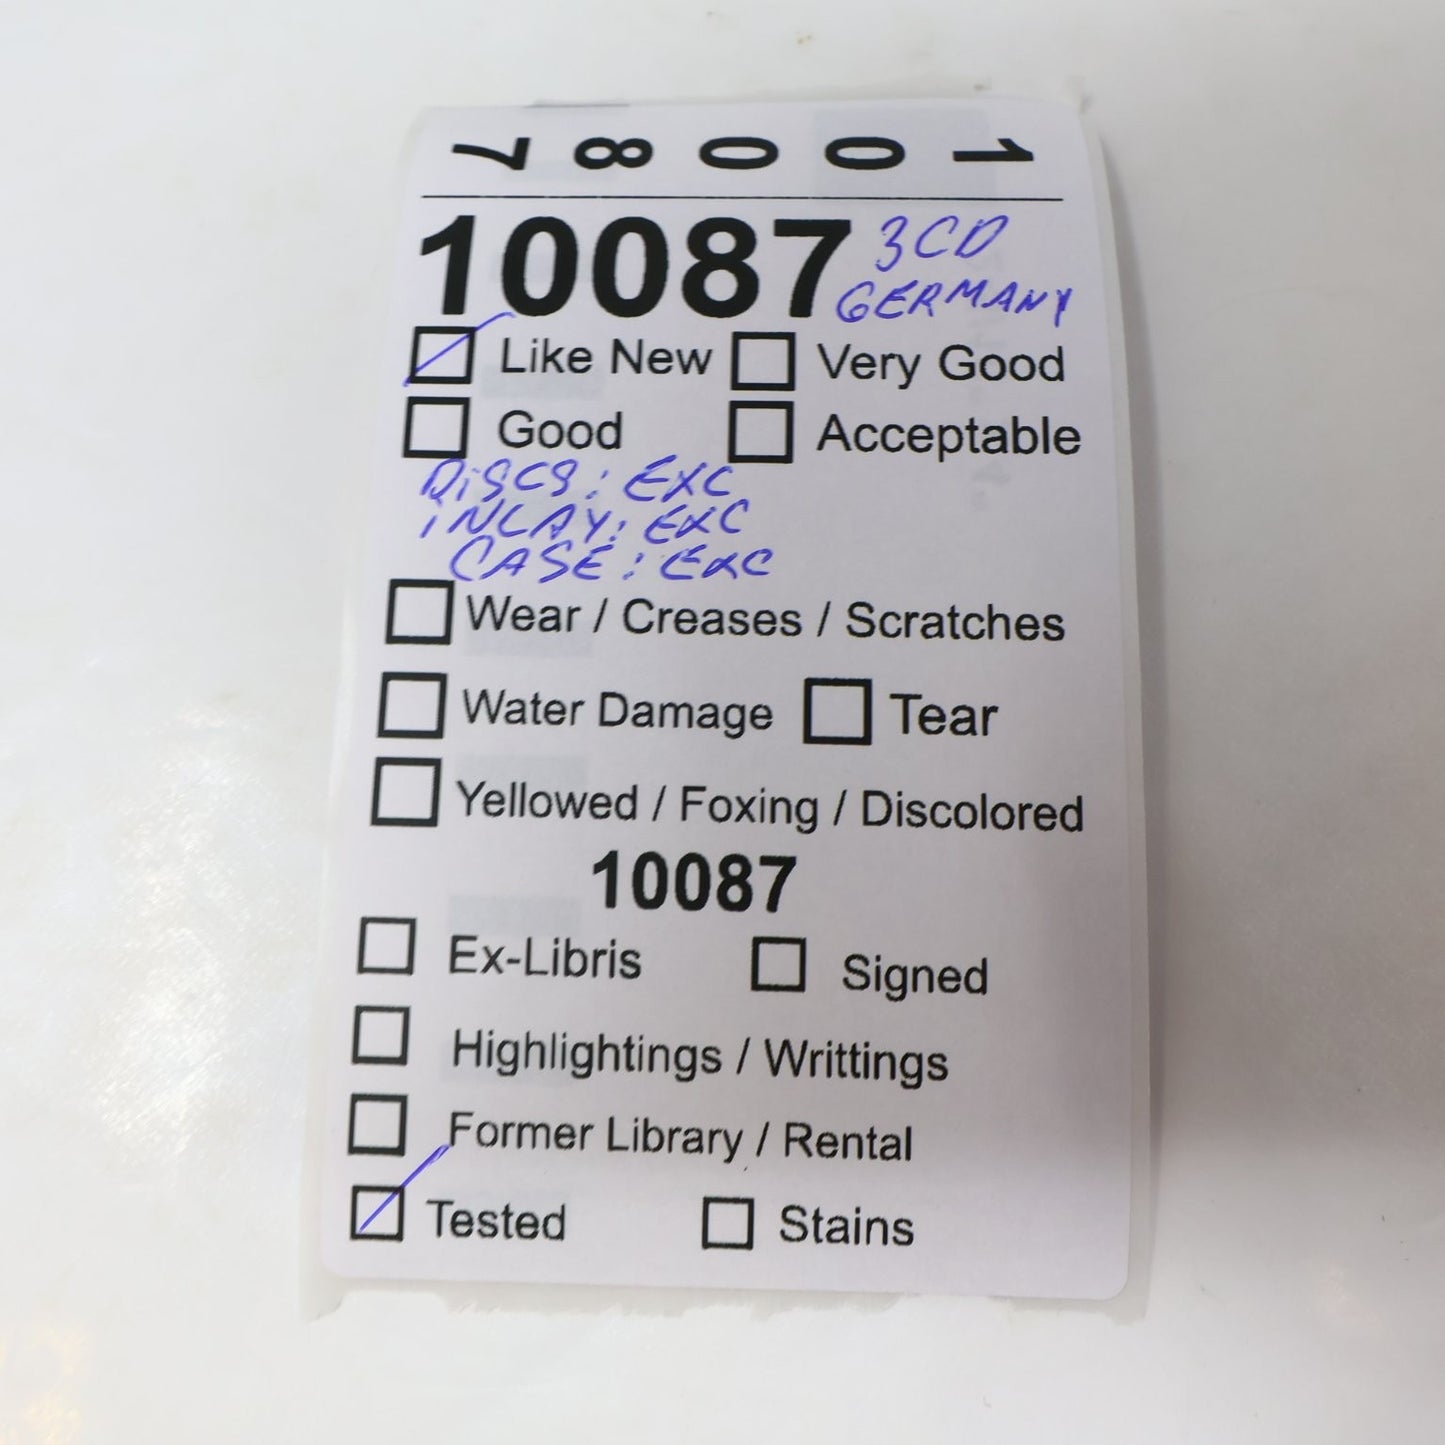 10087
10087 3CD
GERMANY
Like New Very Good
Good Acceptable
DiSCS: EXC
iNLAY: EXC
CASE: EXC
Wear / Creases / Scratches
Water Damage Tear
Yellowed / Foxing / Discolored
10087
Ex-Libris Signed
Highlightings / Writtings
Former Library / Rental
Tested Stains